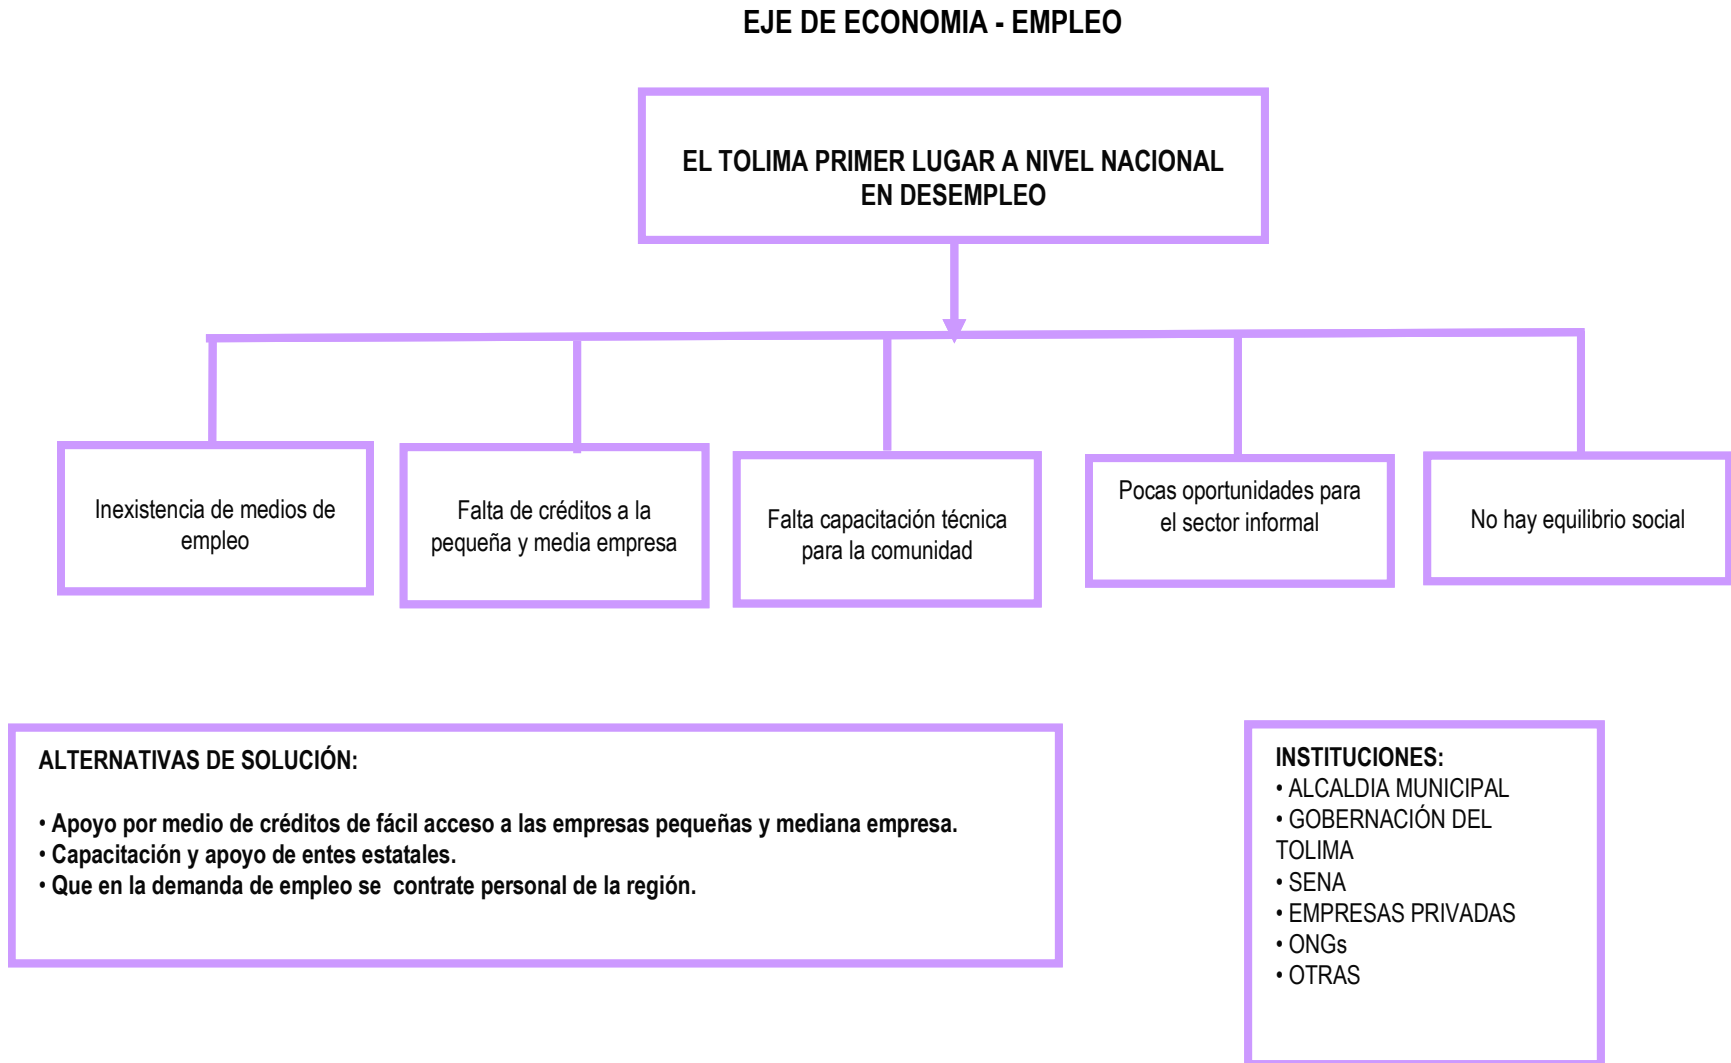 EJE DE ECONOMIA - EMPLEO
EL TOLIMA PRIMER LUGAR A NIVEL NACIONAL
EN DESEMPLEO
Inexistencia de medios de
empleo
Falta de créditos a la
pequeña y media empresa
Falta capacitación técnica
para la comunidad
Pocas oportunidades para
el sector informal
No hay equilibrio social
ALTERNATIVAS DE SOLUCIÓN:
• Apoyo por medio de créditos de fácil acceso a las empresas pequeñas y mediana empresa.
• Capacitación y apoyo de entes estatales.
• Que en la demanda de empleo se  contrate personal de la región.
INSTITUCIONES:
• ALCALDIA MUNICIPAL
• GOBERNACIÓN DEL
TOLIMA
• SENA
• EMPRESAS PRIVADAS
• ONGs
• OTRAS